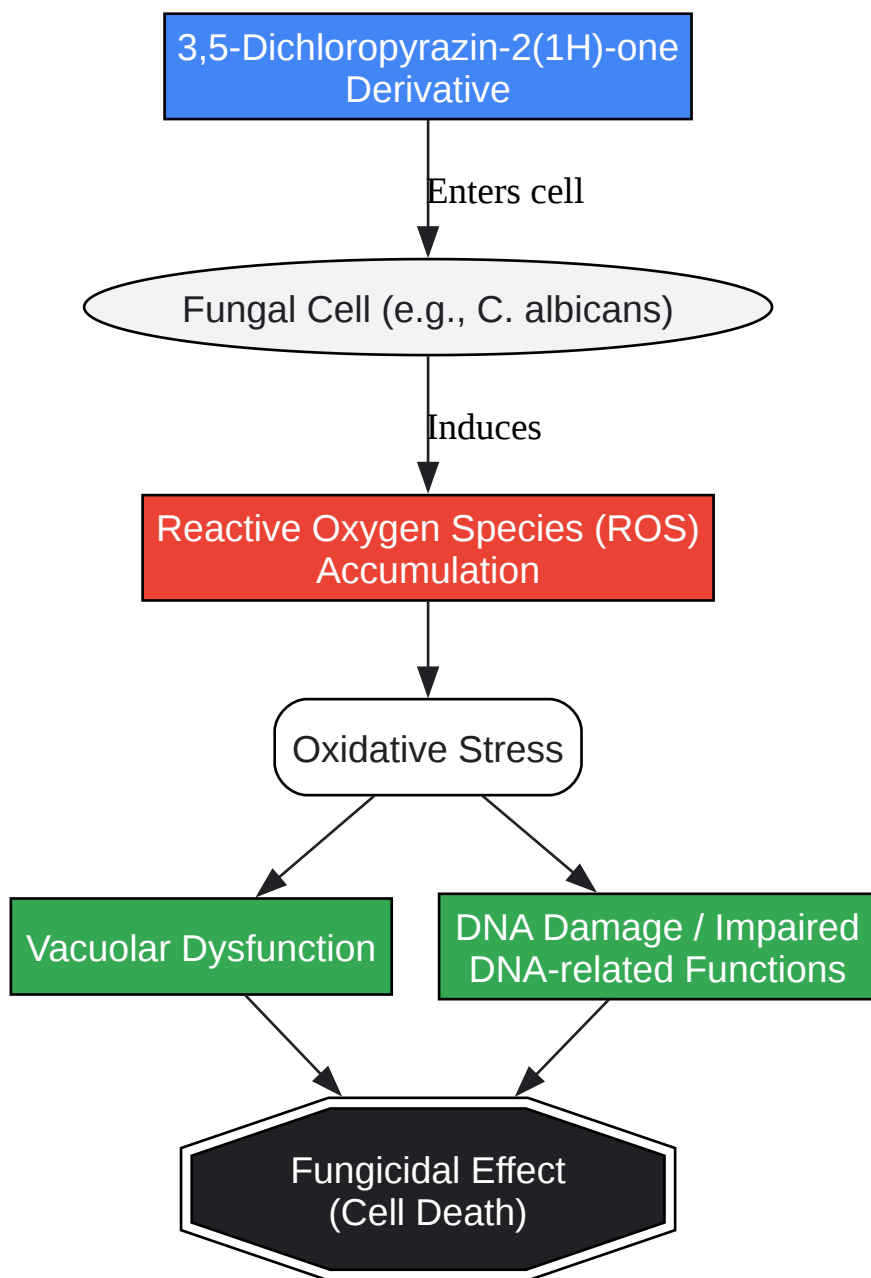 3,5-Dichloropyrazin-2(1H)-one
Derivative
Enters cell
Fungal Cell (e.g., C. albicans)
Induces
Reactive Oxygen Species (ROS)
Accumulation
Oxidative Stress
Vacuolar Dysfunction
DNA Damage / Impaired
DNA-related Functions
Fungicidal Effect
(Cell Death)